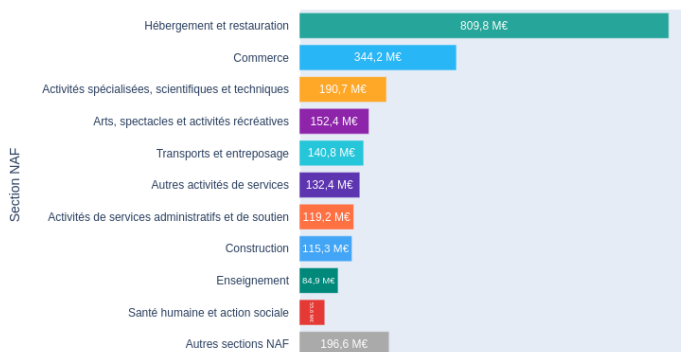 Hébergement et restauration
809,8 M€
Commerce
344,2 M€
Activités spécialisées, scientifiques et techniques
190,7 M€
Arts, spectacles et activités récréatives
152,4 M€
Transports et entreposage
140,8 M€
Autres activités de services
132,4 M€
Activités de services administratifs et de soutien
119,2 M€
Construction
115,3 M€
Enseignement
84,9 M€
Santé humaine et action sociale
M€
Autres sections NAF
196,6 M€
Section NAF